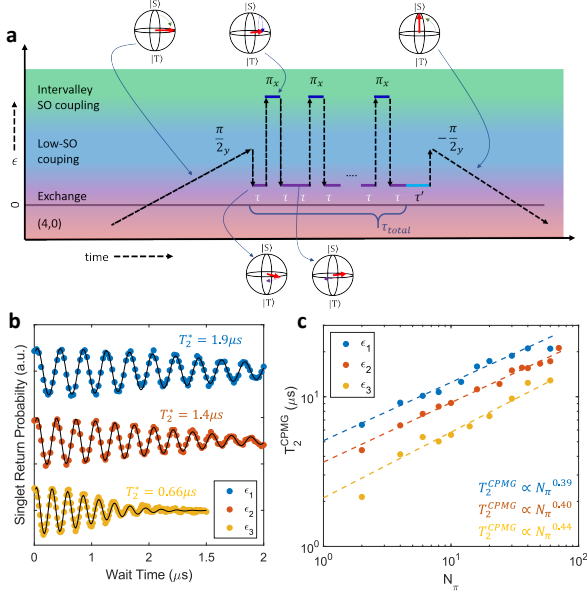 a
|S⟩
|S⟩
|S⟩
|T⟩
|T⟩
|T⟩
Intervalley
SO coupling
Low-SO
couping
Exchange
(4,0)
ϵ
0
π/2 y
π_x
π_x
π_x
-π/2 y
....
τ τ τ τ τ τ τ'
τ_total
time
|S⟩
|S⟩
|T⟩
|T⟩
b
Singlet Return Probablity (a.u.)
T_2^* = 1.9μs
T_2^* = 1.4μs
T_2^* = 0.66μs
ϵ_1
ϵ_2
ϵ_3
0 0.5 1 1.5 2
Wait Time (μs)
c
T_2^CPMG (μs)
10^1
10^0
ϵ_1
ϵ_2
ϵ_3
T_2^CPMG ∝ N_π^0.39
T_2^CPMG ∝ N_π^0.40
T_2^CPMG ∝ N_π^0.44
10^0 10^1 10^2
N_π